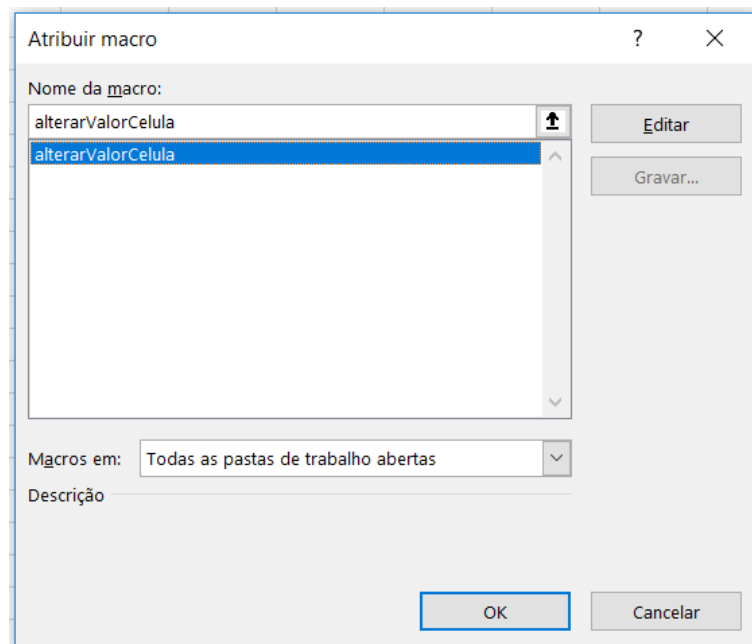 Atribuir macro
Nome da macro:
alterarValorCelula
Editar
alterarValorCelula
Gravar...
Macros em:
Todas as pastas de trabalho abertas
Descrição
OK
Cancelar